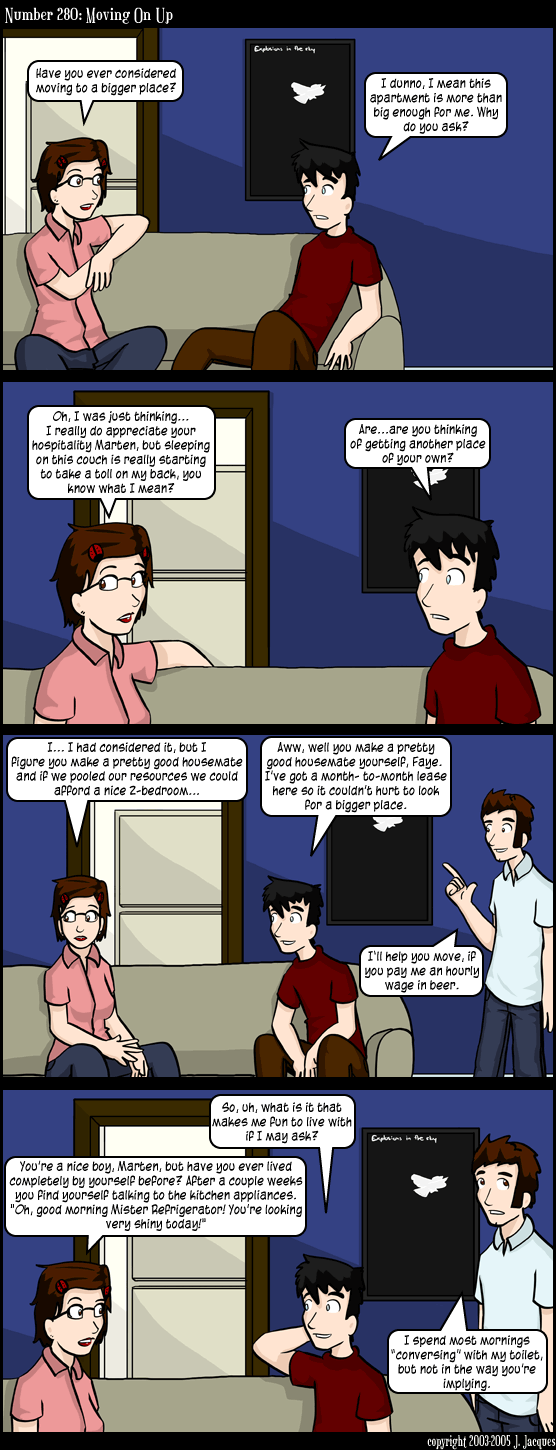 Number 280: Moving On Up
Have you ever considered
moving to a bigger place?
Explosions in the sky
I dunno, I mean this
apartment is more than
big enough for me. Why
do you ask?
Oh, I was just thinking...
I really do appreciate your
hospitality Marten, but sleeping
on this couch is really starting
to take a toll on my back, you
know what I mean?
Are...are you thinking
of getting another place
of your own?
I... I had considered it, but I
figure you make a pretty good housemate
and if we pooled our resources we could
afford a nice 2-bedroom...
Aww, well you make a pretty
good housemate yourself, Faye.
I've got a month- to-month lease
here so it couldn't hurt to look
for a bigger place.
I'll help you move, if
you pay me an hourly
wage in beer.
So, uh, what is it that
makes me fun to live with
if I may ask?
Explosions in the sky
You're a nice boy, Marten, but have you ever lived
completely by yourself before? After a couple weeks
you find yourself talking to the kitchen appliances.
"Oh, good morning Mister Refrigerator! You're looking
very shiny today!"
I spend most mornings
"conversing" with my toilet,
but not in the way you're
implying.
copyright 2003-2005 J. Jacques